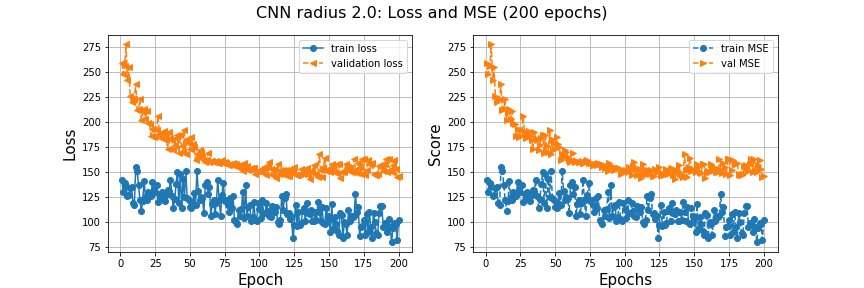 CNN radius 2.0: Loss and MSE (200 epochs)
Loss
275
250
225
200
175
150
125
100
75
0 25 50 75 100 125 150 175 200
Epoch
train loss
validation loss
Score
275
250
225
200
175
150
125
100
75
0 25 50 75 100 125 150 175 200
Epochs
train MSE
val MSE